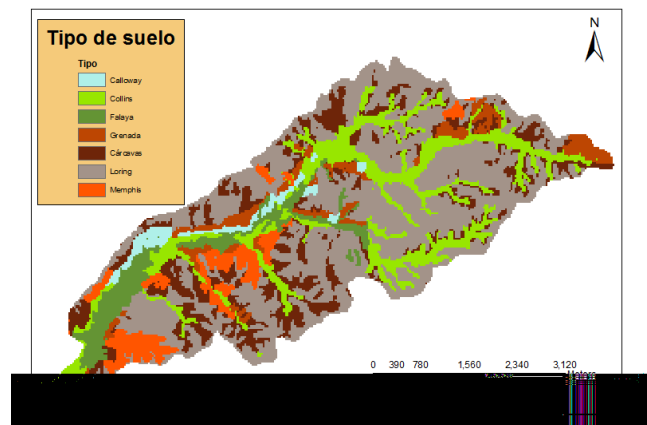 Tipo de suelo
Tipo
Calloway
Collins
Falaya
Grenada
Cárcavas
Loring
Memphis
N
0 390 780 1,560 2,340 3,120
Meters